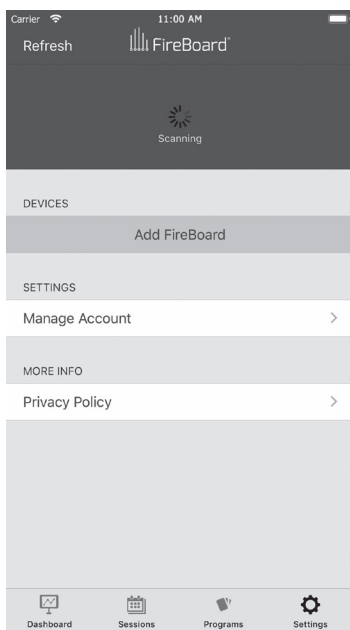 Carrier 11:00 AM
Refresh FireBoard
Scanning
DEVICES
Add FireBoard
SETTINGS
Manage Account
MORE INFO
Privacy Policy
Dashboard Sessions Programs Settings